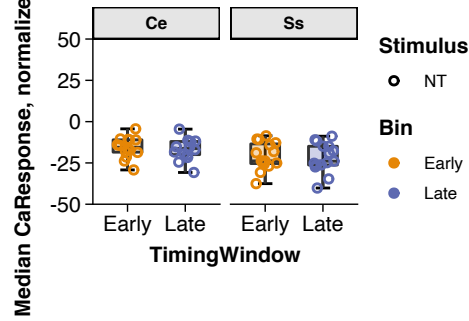 Median CaResponse, normalize
Ce
Ss
50
25
0
-25
-50
Early
Late
Early
Late
TimingWindow
Stimulus
NT
Bin
Early
Late